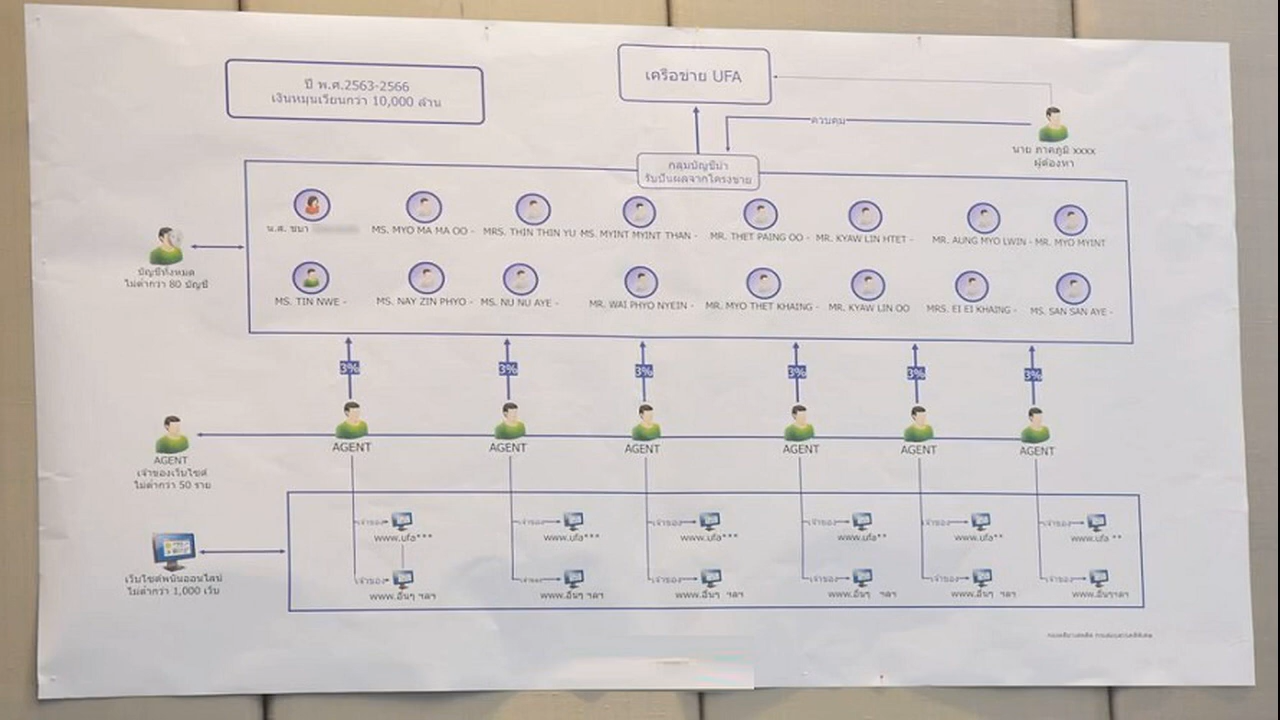 ปี พ.ศ.2563-2566
เงินหมุนเวียนกว่า 10,000 ล้าน
เครือข่าย UFA
ควบคุม
นาย ภาคภูมิ xxxx
ผู้ต้องหา
กลุ่มบัญชีม้า
รับปันผลจากโครงข่าย
น.ส. ชบา
MS. MYO MA MA OO -
MRS. THIN THIN YU
MS. MYINT MYINT THAN -
MR. THET PAING OO -
MR. KYAW LIN HTET -
MR. AUNG MYO LWIN -
MR. MYO MYINT
บัญชีทั้งหมด
ไม่ต่ำกว่า 80 บัญชี
MS. TIN NWE -
MS. NAY ZIN PHYO -
MS. NU NU AYE -
MR. WAI PHYO NYEIN -
MR. MYO THET KHAING -
MR. KYAW LIN OO
MRS. EI EI KHAING -
MS. SAN SAN AYE -
3% 3% 3% 3% 3% 3%
AGENT AGENT AGENT AGENT AGENT AGENT
AGENT
เจ้าของเว็บไซต์
ไม่ต่ำกว่า 50 ราย
เจ้าของ เจ้าของ เจ้าของ เจ้าของ เจ้าของ เจ้าของ
www.ufa*** www.ufa*** www.ufa*** www.ufa** www.ufa** www.ufa **
เว็บไซต์พนันออนไลน์
ไม่ต่ำกว่า 1,000 เว็บ
เจ้าของ เจ้าของ เจ้าของ เจ้าของ เจ้าของ เจ้าของ
www.อื่นๆ ฯลฯ www.อื่นๆ ฯลฯ www.อื่นๆ ฯลฯ www.อื่นๆ ฯลฯ www.อื่นๆ ฯลฯ www.อื่นๆฯลฯ